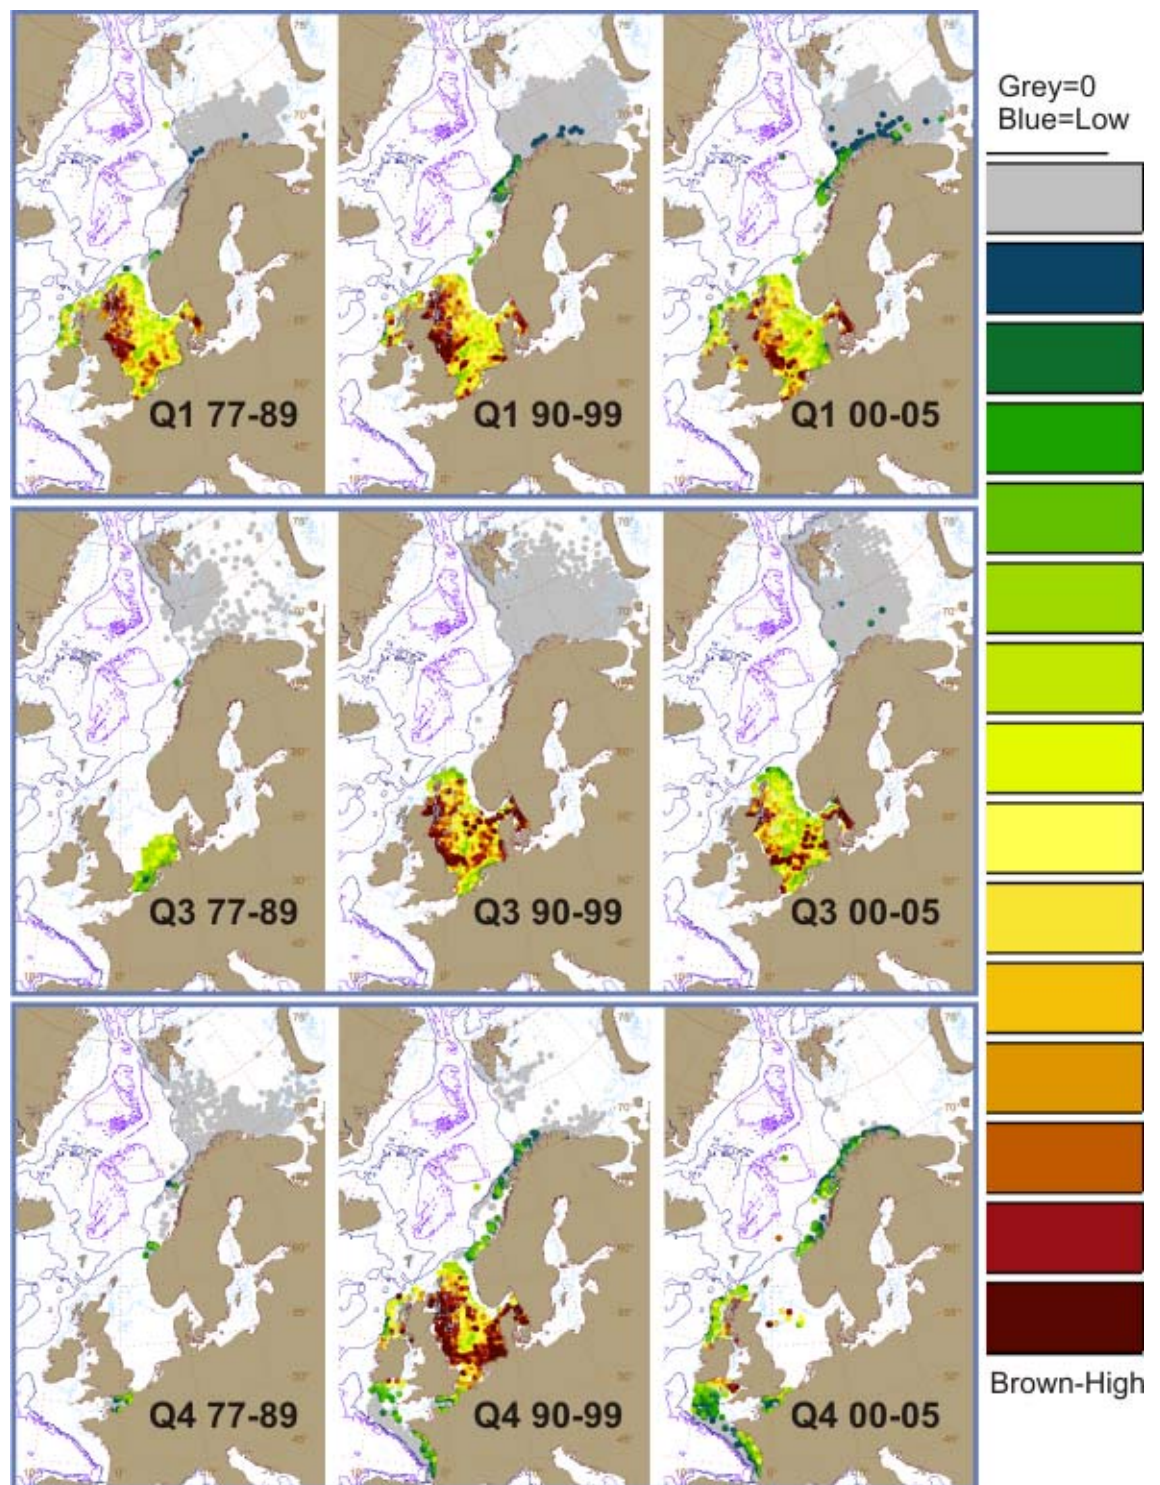 Grey=0
Blue=Low
Q1 77-89
Q1 90-99
Q1 00-05
Q3 77-89
Q3 90-99
Q3 00-05
Q4 77-89
Q4 90-99
Q4 00-05
Brown-High